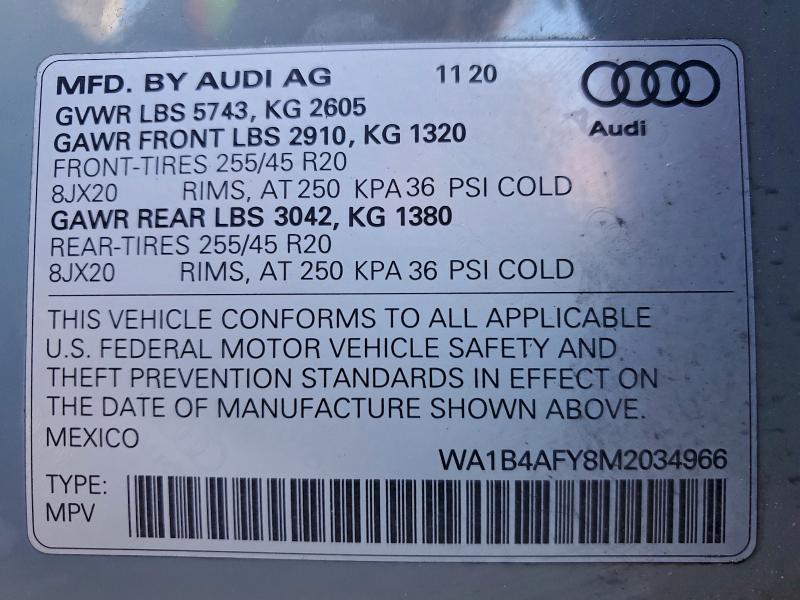 MFD. BY AUDI AG 11 20
Audi
GVWR LBS 5743, KG 2605
GAWR FRONT LBS 2910, KG 1320
FRONT-TIRES 255/45 R20
8JX20 RIMS, AT 250 KPA 36 PSI COLD
GAWR REAR LBS 3042, KG 1380
REAR-TIRES 255/45 R20
8JX20 RIMS, AT 250 KPA 36 PSI COLD
THIS VEHICLE CONFORMS TO ALL APPLICABLE
U.S. FEDERAL MOTOR VEHICLE SAFETY AND
THEFT PREVENTION STANDARDS IN EFFECT ON
THE DATE OF MANUFACTURE SHOWN ABOVE.
MEXICO
WA1B4AFY8M2034966
TYPE:
MPV